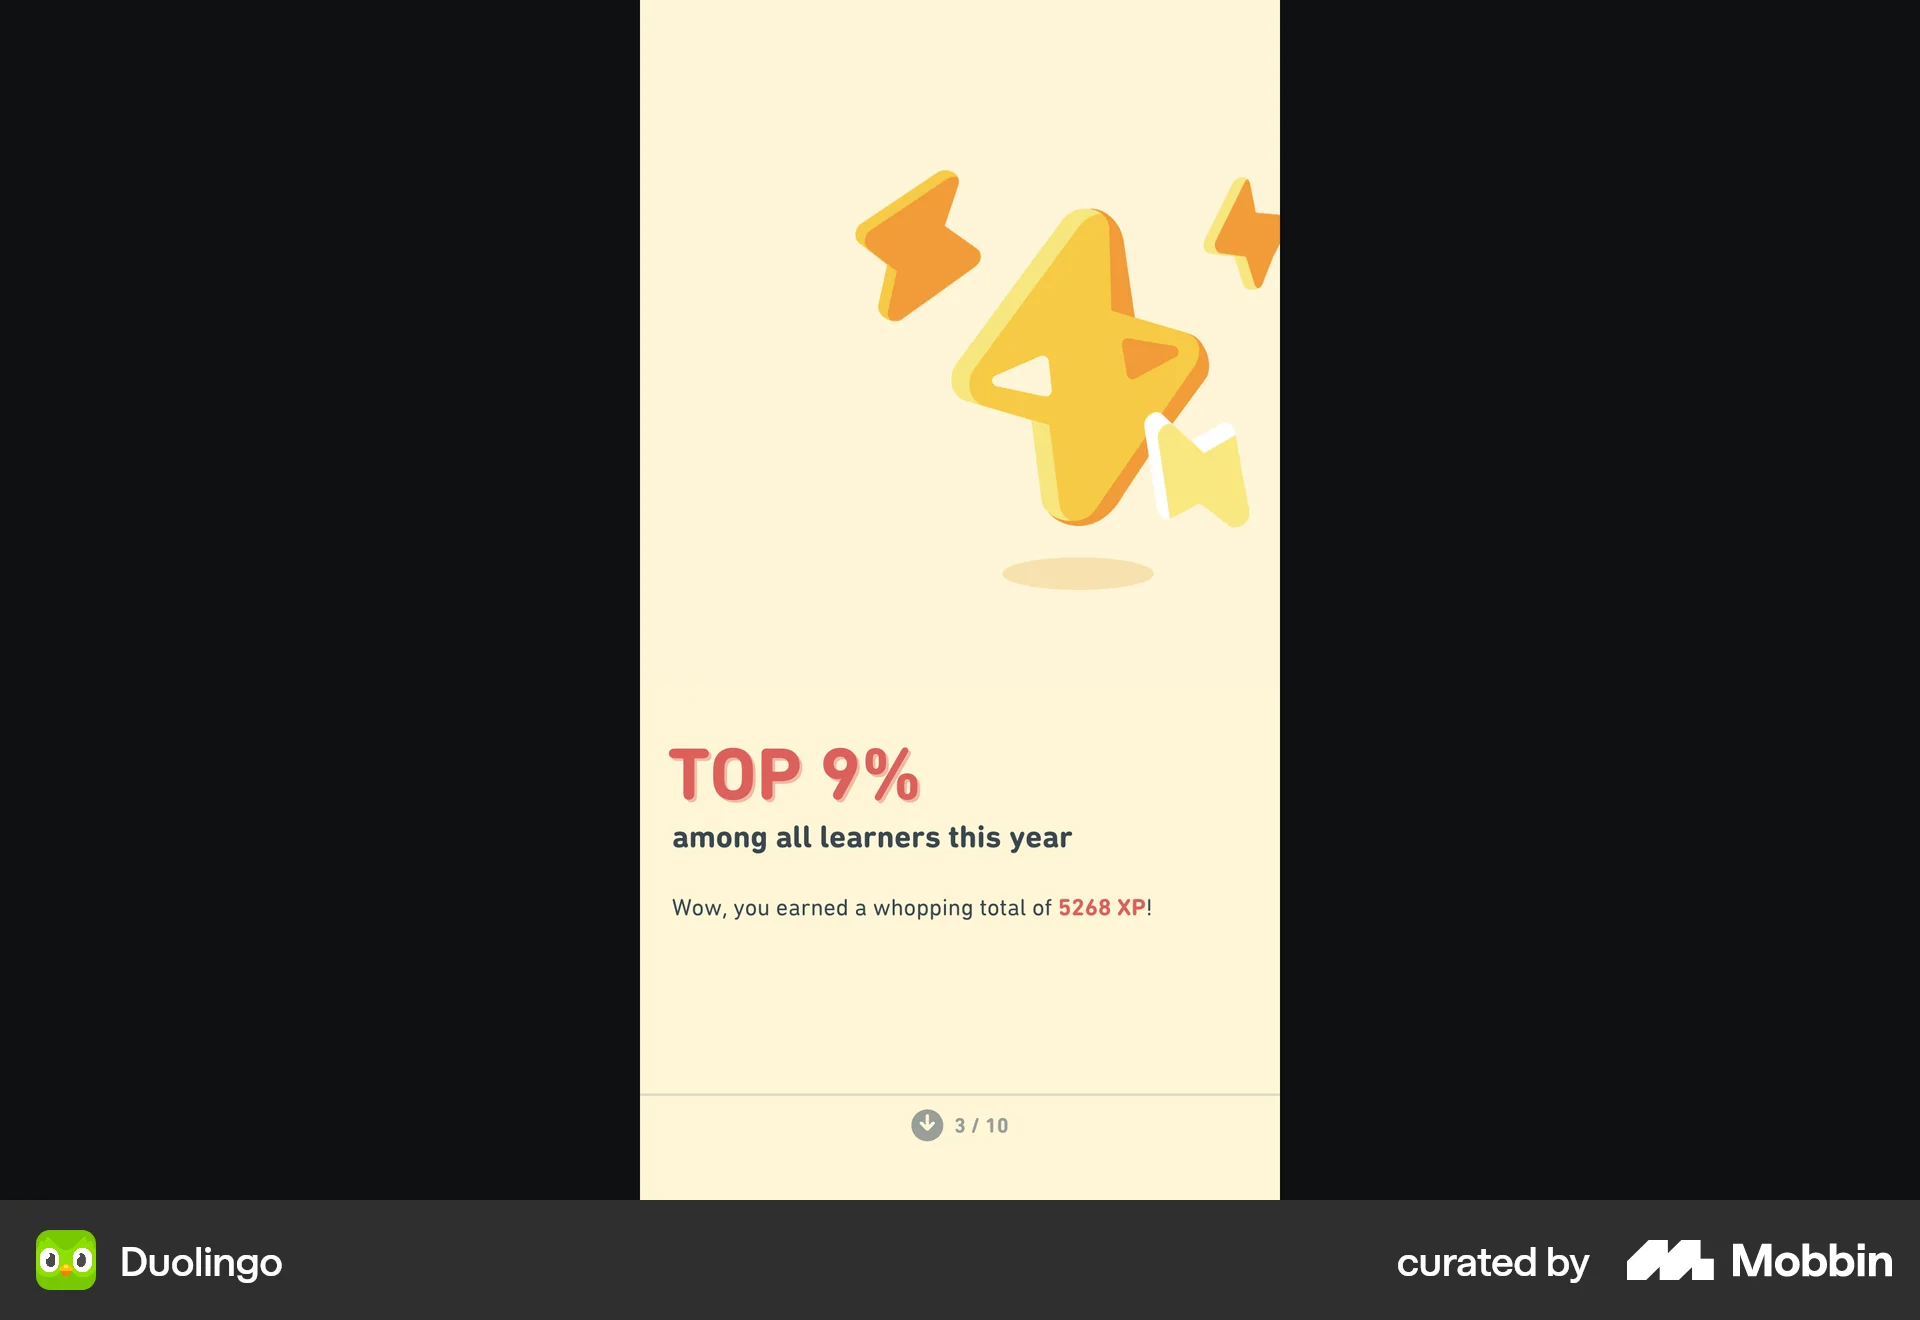 TOP 9%
among all learners this year
Wow, you earned a whopping total of 5268 XP!
3 / 10
Duolingo
curated by Mobbin